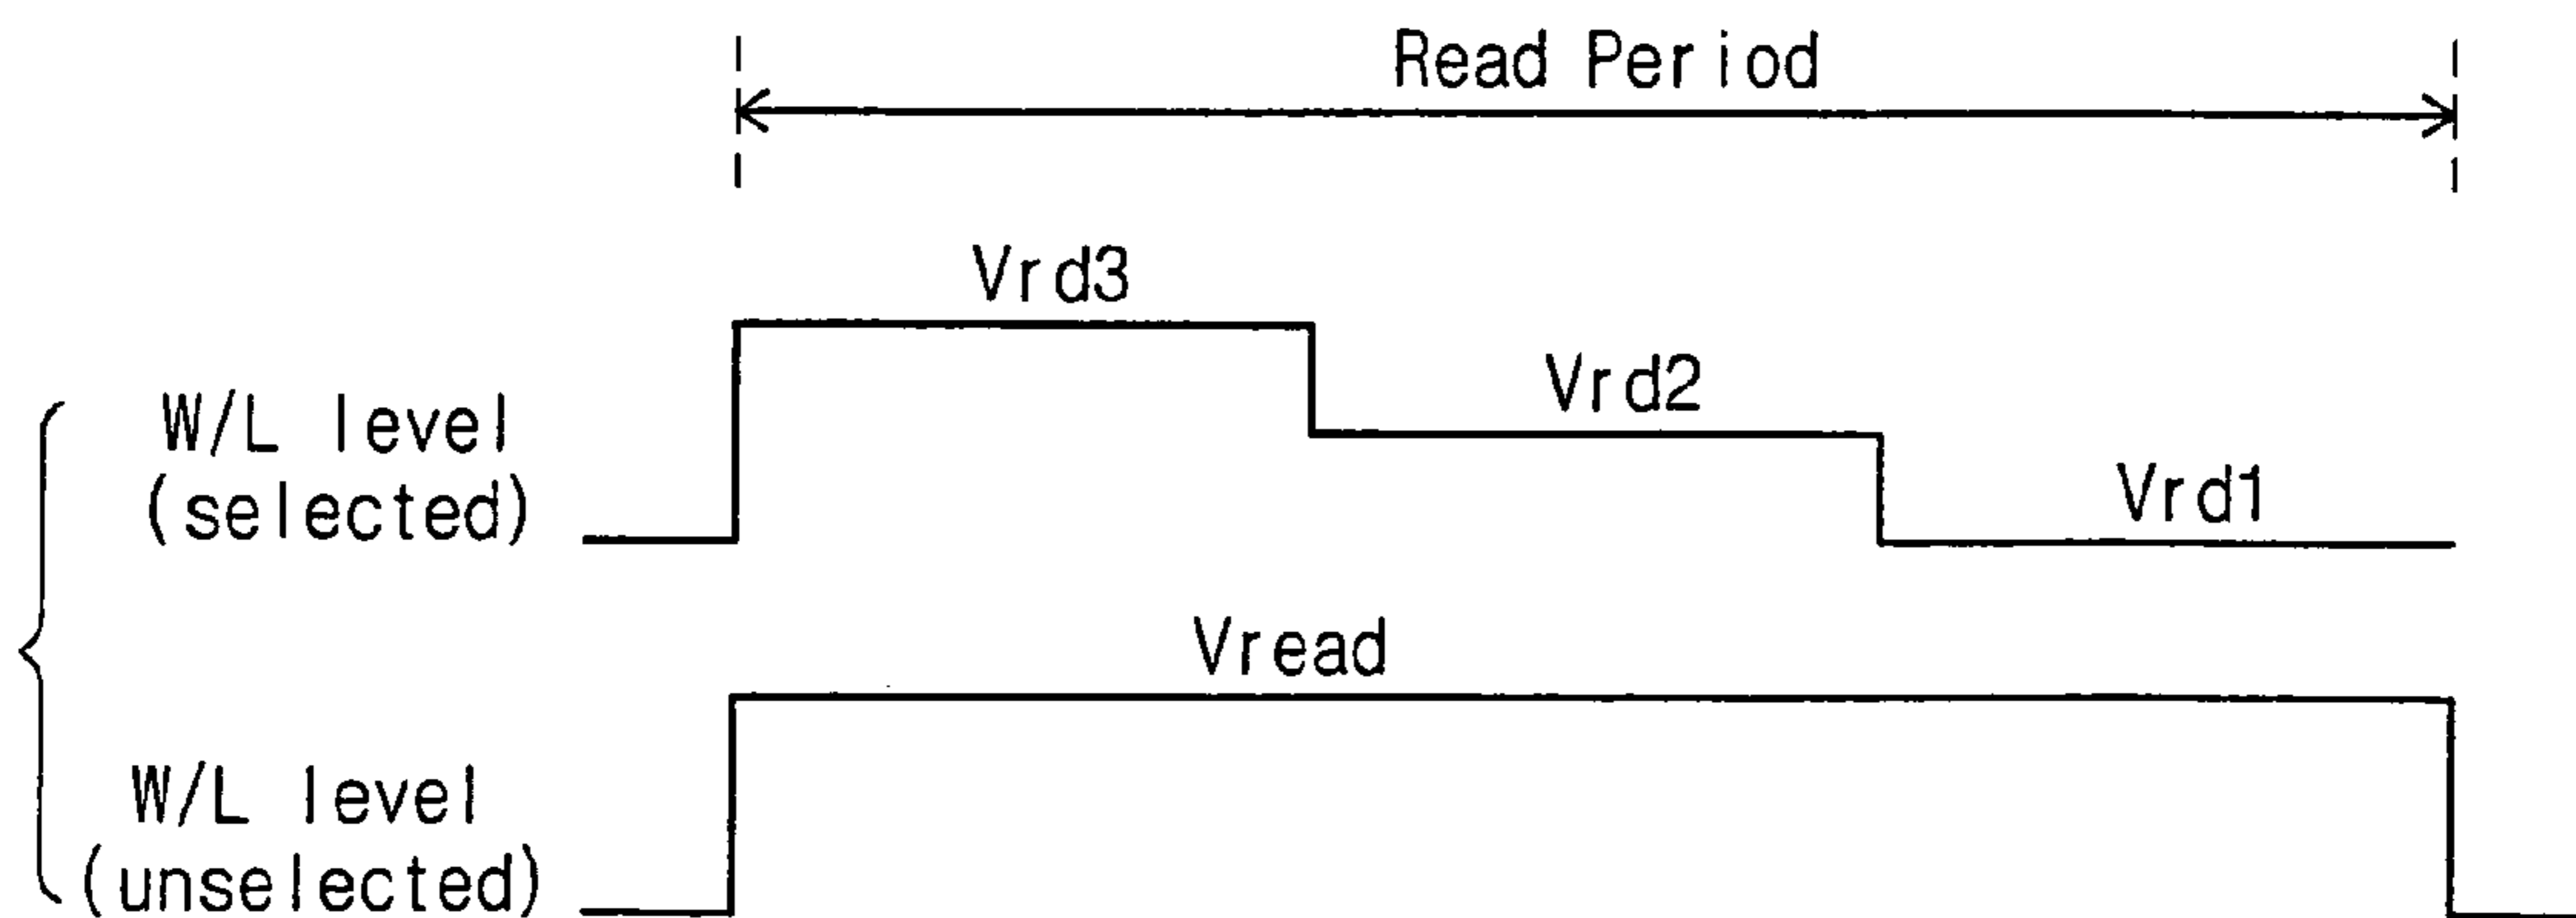 Read Period
Vrd3
Vrd2
Vrd1
W/L level
(selected)
Vread
W/L level
(unselected)